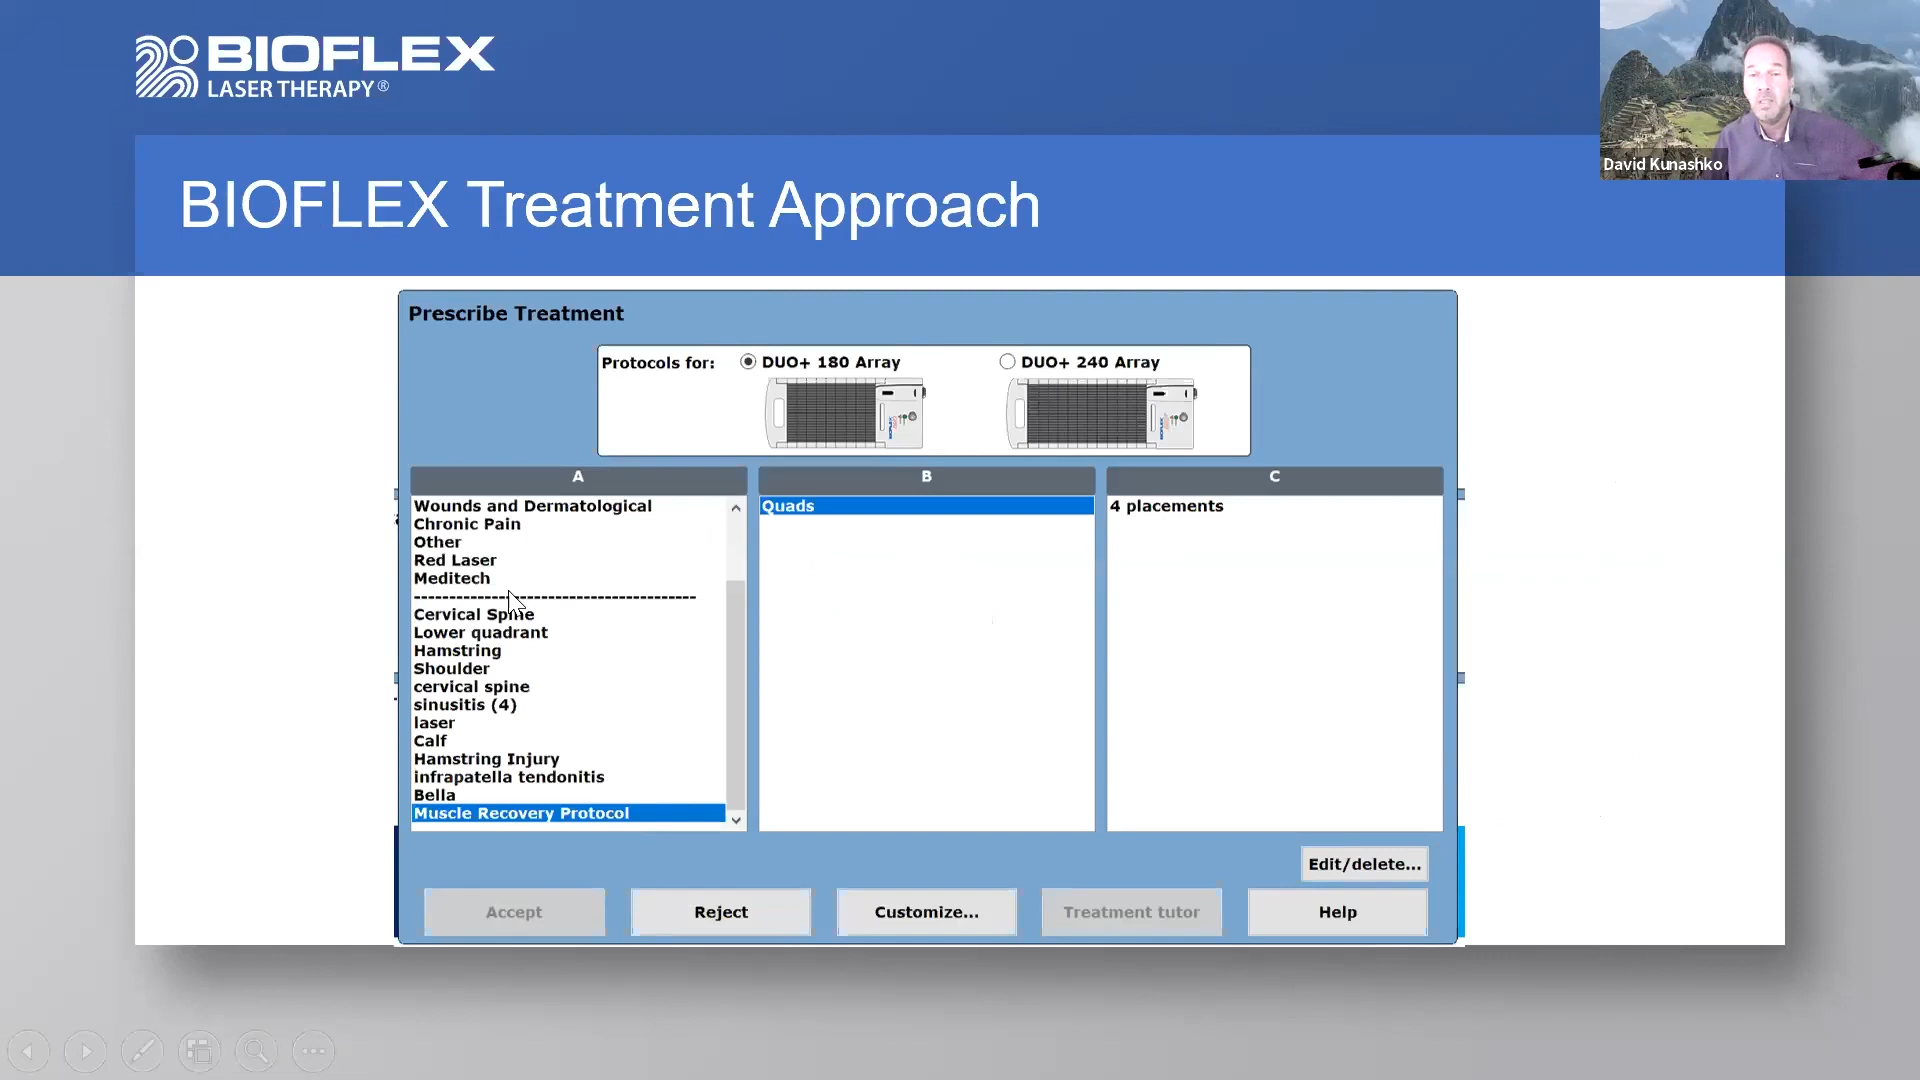 BIOFLEX
LASER THERAPY®
David Kunashko
BIOFLEX Treatment Approach
Prescribe Treatment
Protocols for:
DUO+ 180 Array
DUO+ 240 Array
A
Wounds and Dermatological
Chronic Pain
Other
Red Laser
Meditech
----------------------------------------
Cervical Spine
Lower quadrant
Hamstring
Shoulder
cervical spine
sinusitis (4)
laser
Calf
Hamstring Injury
infrapatella tendonitis
Bella
Muscle Recovery Protocol
B
Quads
C
4 placements
Edit/delete...
Accept
Reject
Customize...
Treatment tutor
Help